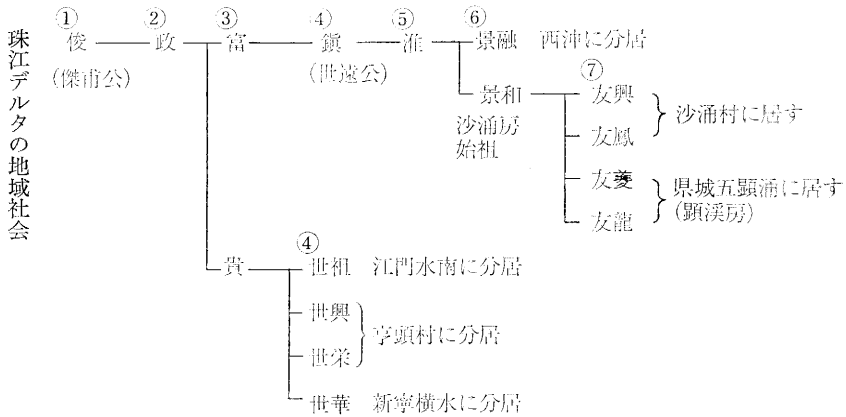 珠江デルタの地域社会
① ② ③ ④ ⑤ ⑥
俊 政 富 鎭 淮 景融 西沖に分居
(傑甫公) (世遠公)
⑦
景和 友興
沙涌房始祖 友鳳 沙涌村に居す
友菱
友龍 県城五顕涌に居す
(顕渓房)
④
貴 世祖 江門水南に分居
世興
世栄 亨頭村に分居
世華 新寧横水に分居